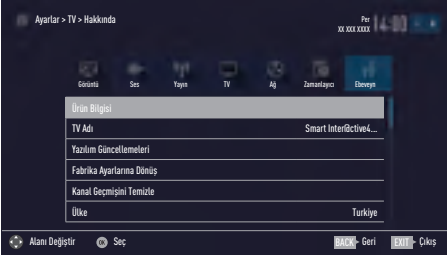 Ayarlar > TV > Hakkında
Per
xx xxx xxxx
14:00
Görüntü Ses Yayın TV Ağ Zamanlayıcı Ebeveyn
Ürün Bilgisi
TV Adı Smart Inter@ctive4...
Yazılım Güncellemeleri
Fabrika Ayarlarına Dönüş
Kanal Geçmişini Temizle
Ülke Turkiye
Alanı Değiştir OK Seç BACK Geri EXIT Çıkış